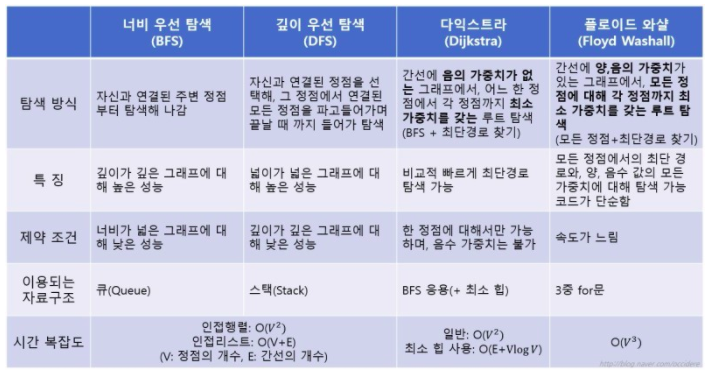 너비 우선 탐색
(BFS)
깊이 우선 탐색
(DFS)
다익스트라
(Dijkstra)
플로이드 와샬
(Floyd Washall)
탐색 방식
자신과 연결된 주변 정점
부터 탐색해 나감
자신과 연결된 정점을 선
택해, 그 정점에서 연결된
모든 정점을 파고들어가며
끝날 때 까지 들어가 탐색
간선에 음의 가중치가 없
는 그래프에서, 어느 한 정
점에서 각 정점까지 최소
가중치를 갖는 루트 탐색
(BFS + 최단경로 찾기)
간선에 양,음의 가중치가
있는 그래프에서, 모든 정
점에 대해 각 정점까지 최
소 가중치를 갖는 루트 탐
색
(모든 정점+최단경로 찾기)
특 징
깊이가 깊은 그래프에 대
해 높은 성능
넓이가 넓은 그래프에 대
해 높은 성능
비교적 빠르게 최단경로
탐색 가능
모든 정점에서의 최단 경
로와, 양, 음수 값의 모든
가중치에 대해 탐색 가능
코드가 단순함
제약 조건
너비가 넓은 그래프에 대
해 낮은 성능
깊이가 깊은 그래프에 대
해 낮은 성능
한 정점에 대해서만 가능
하며, 음수 가중치는 불가
속도가 느림
이용되는
자료구조
큐(Queue)
스택(Stack)
BFS 응용(+ 최소 힙)
3중 for문
시간 복잡도
인접행렬: O(V²)
인접리스트: O(V+E)
(V: 정점의 개수, E: 간선의 개수)
일반: O(V²)
최소 힙 사용: O(E+VlogV)
O(V³)
http://blog.naver.com/occidere